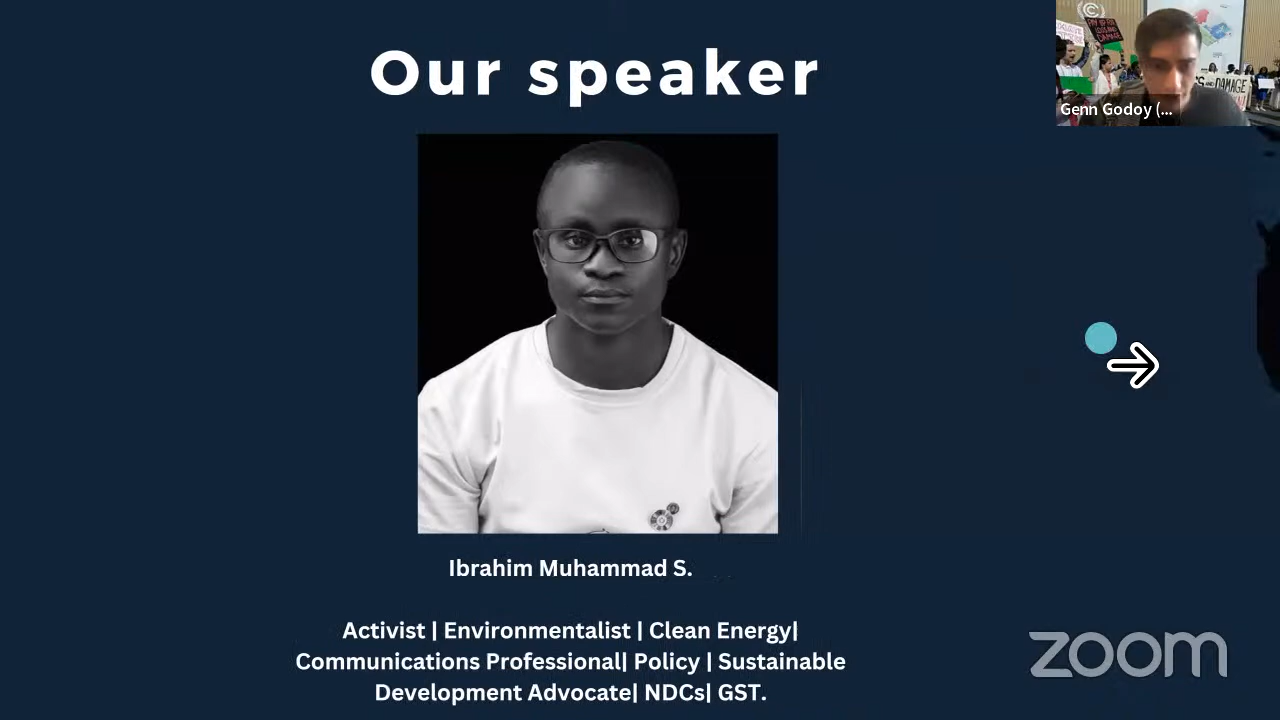 Our speaker
Genn Godoy (...
Ibrahim Muhammad S.
Activist | Environmentalist | Clean Energy|
Communications Professional| Policy | Sustainable
Development Advocate| NDCs| GST.
zoom